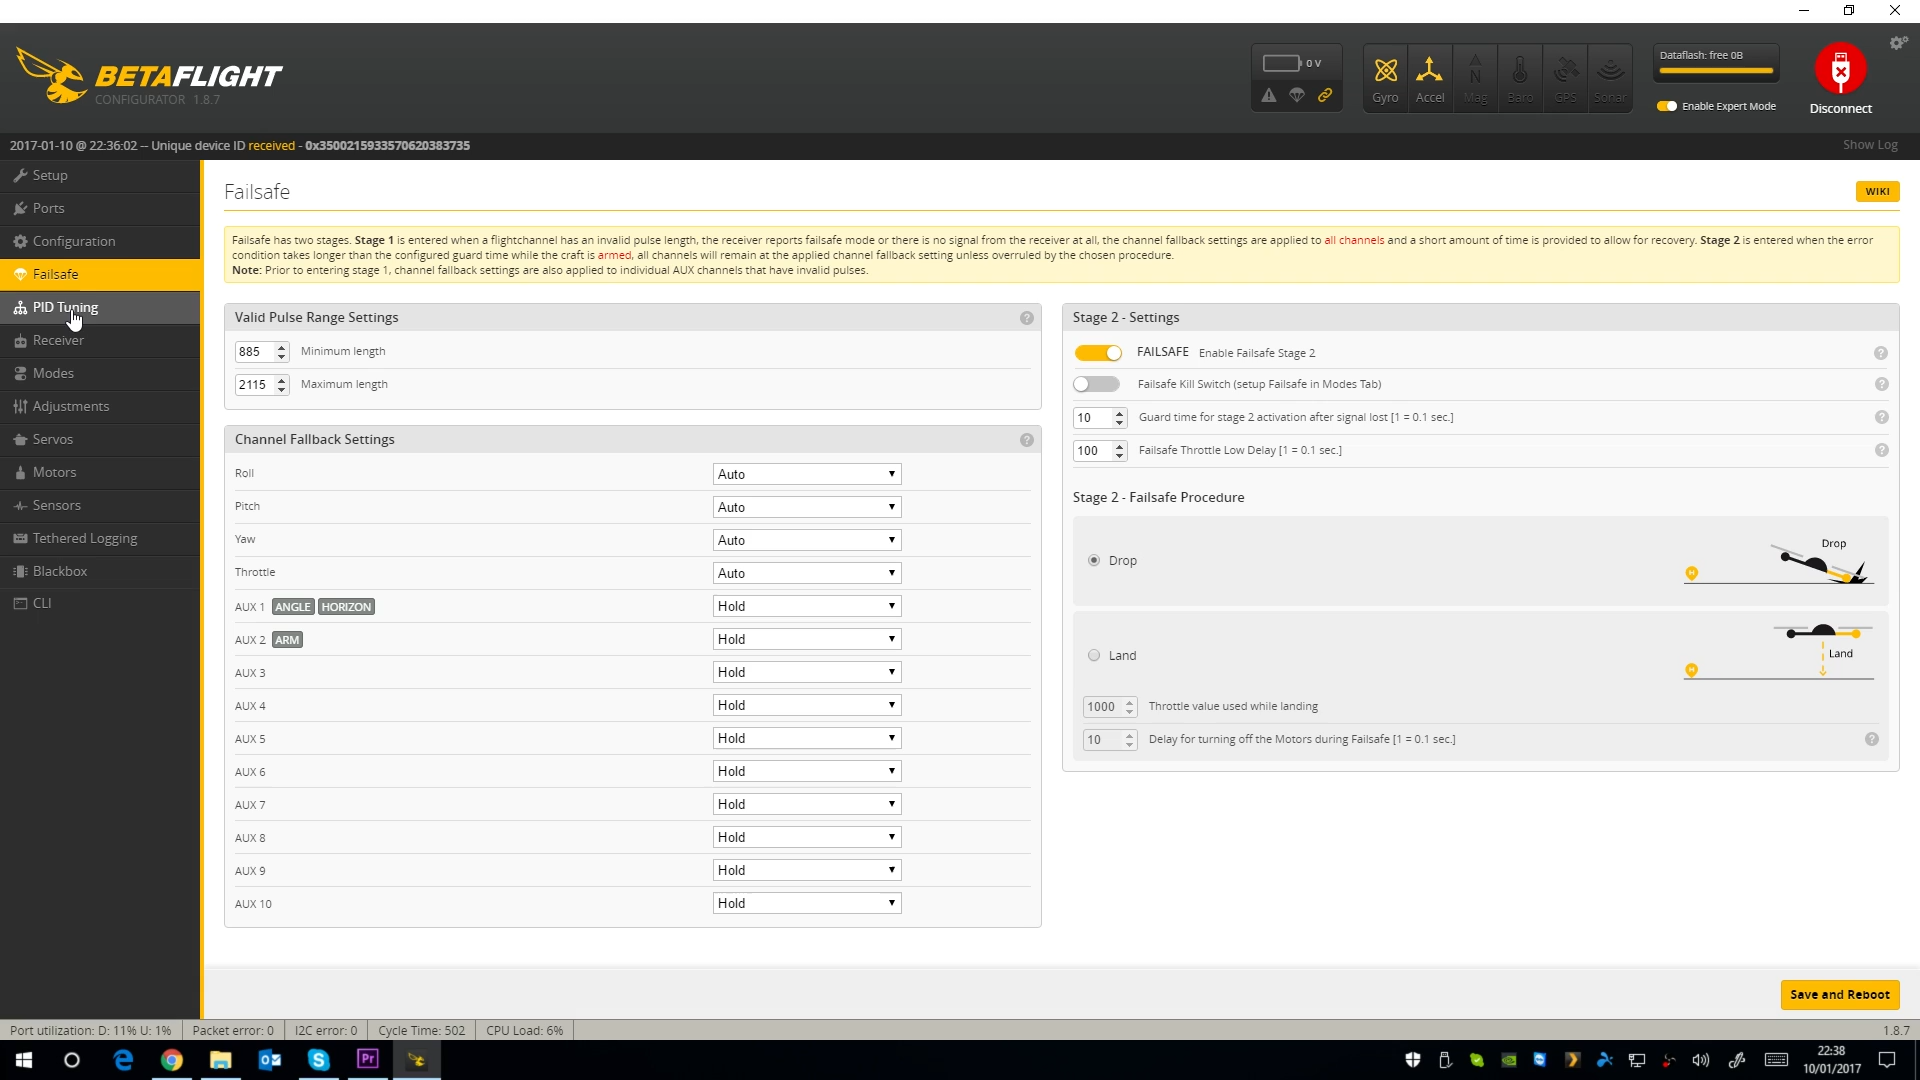 BETAFLIGHT
CONFIGURATOR 1.8.7
0 V
Gyro
Accel
Mag
Baro
GPS
Sonar
Dataflash: free 0B
Enable Expert Mode
Disconnect
2017-01-10 @ 22:36:02 -- Unique device ID received - 0x3500215933570620383735
Show Log
Setup
Ports
Configuration
Failsafe
PID Tuning
Receiver
Modes
Adjustments
Servos
Motors
Sensors
Tethered Logging
Blackbox
CLI
Failsafe
WIKI
Failsafe has two stages. Stage 1 is entered when a flightchannel has an invalid pulse length, the receiver reports failsafe mode or there is no signal from the receiver at all, the channel fallback settings are applied to all channels and a short amount of time is provided to allow for recovery. Stage 2 is entered when the error
condition takes longer than the configured guard time while the craft is armed, all channels will remain at the applied channel fallback setting unless overruled by the chosen procedure.
Note: Prior to entering stage 1, channel fallback settings are also applied to individual AUX channels that have invalid pulses.
Valid Pulse Range Settings
885 Minimum length
2115 Maximum length
Channel Fallback Settings
Roll Auto
Pitch Auto
Yaw Auto
Throttle Auto
AUX 1 ANGLE HORIZON Hold
AUX 2 ARM Hold
AUX 3 Hold
AUX 4 Hold
AUX 5 Hold
AUX 6 Hold
AUX 7 Hold
AUX 8 Hold
AUX 9 Hold
AUX 10 Hold
Stage 2 - Settings
FAILSAFE Enable Failsafe Stage 2
Failsafe Kill Switch (setup Failsafe in Modes Tab)
10 Guard time for stage 2 activation after signal lost [1 = 0.1 sec.]
100 Failsafe Throttle Low Delay [1 = 0.1 sec.]
Stage 2 - Failsafe Procedure
Drop
Drop
H
Land
Land
H
1000 Throttle value used while landing
10 Delay for turning off the Motors during Failsafe [1 = 0.1 sec.]
Save and Reboot
Port utilization: D: 11% U: 1% Packet error: 0 I2C error: 0 Cycle Time: 502 CPU Load: 6% 1.8.7
Pr
22:38
10/01/2017